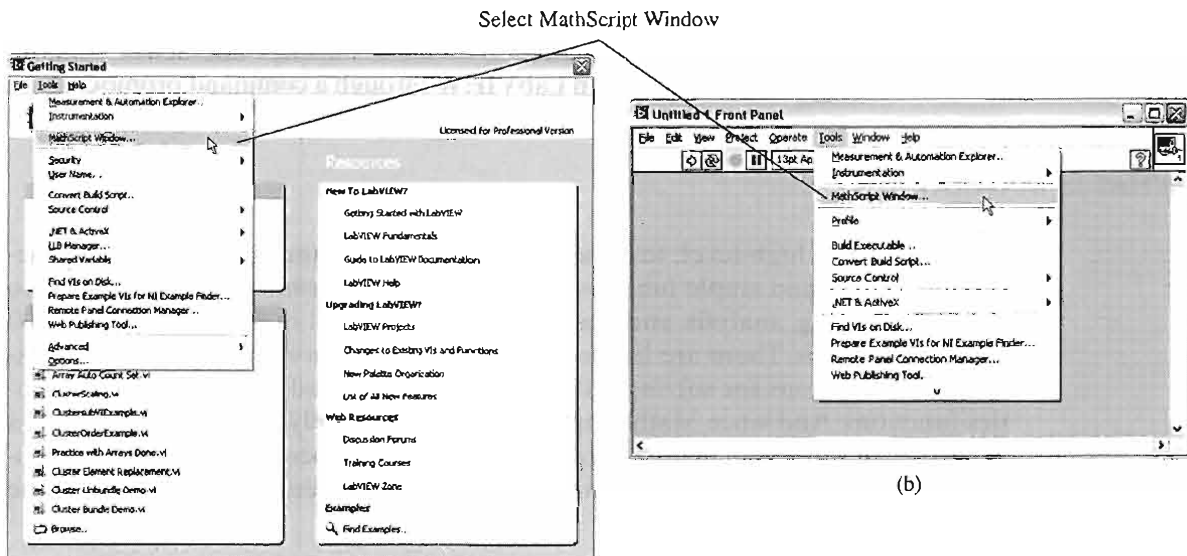 Select MathScript Window
Getting Started
File Tools Help
Measurement & Automation Explorer..
Instrumentation
MathScript Window...
Security
User Name..
Convert Build Script..
Source Control
.NET & ActiveX
LLB Manager...
Shared Variable
Find VIs on Disk...
Prepare Example VIs for NI Example Finder...
Remote Panel Connection Manager ..
Web Publishing Tool...
Advanced
Options...
Array Auto Count Set.vi
ClusterScaling.vi
ClusterOrderExample.vi
Practice with Arrays Done.vi
Cluster Element Replacement.vi
Cluster Unbundle Demo.vi
Cluster Bundle Demo.vi
Browse..
through a command prompt
Licensed for Professional Version
Resources
New To LabVIEW?
Getting Started with LabVIEW
LabVIEW Fundamentals
Guide to LabVIEW Documentation
LabVIEW Help
Upgrading LabVIEW?
LabVIEW Projects
Changes to Existing VIs and Functions
New Palette Organization
List of All New Features
Web Resources
Discussion Forums
Training Courses
LabVIEW Zone
Examples
Find Examples..
Untitled 1 Front Panel
File Edit View Project Operate Tools Window Help
13pt Ap
Measurement & Automation Explorer..
Instrumentation
MathScript Window...
Profile
Build Executable ..
Convert Build Script...
Source Control
.NET & ActiveX
Find VIs on Disk...
Prepare Example VIs for NI Example Finder...
Remote Panel Connection Manager...
Web Publishing Tool.
(b)